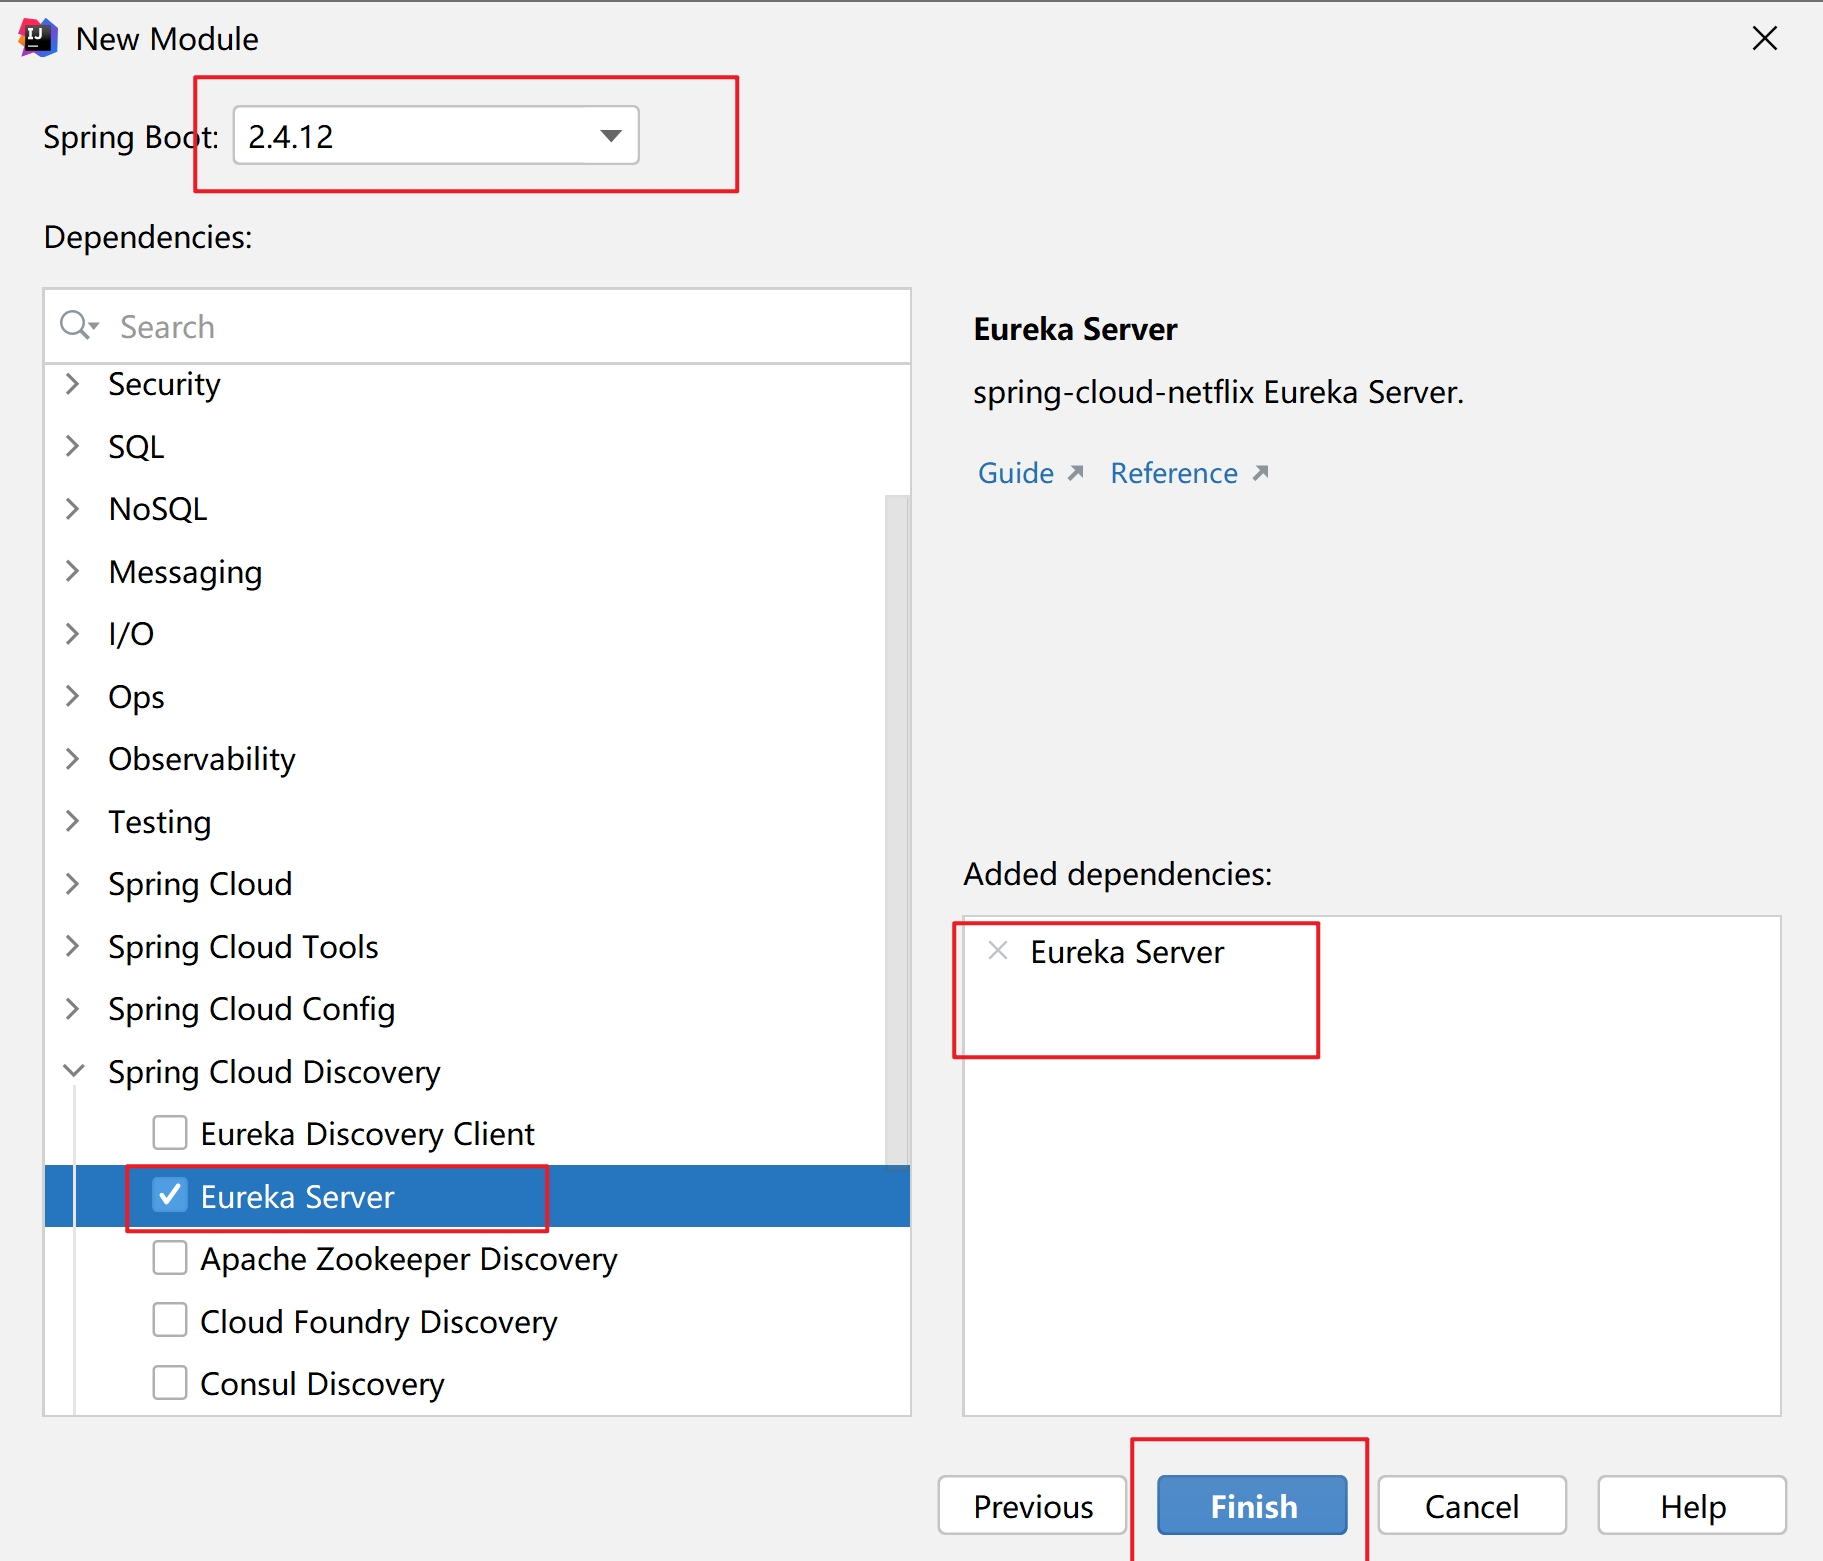 New Module
Spring Boot: 2.4.12
Dependencies:
Search
Security
SQL
NoSQL
Messaging
I/O
Ops
Observability
Testing
Spring Cloud
Spring Cloud Tools
Spring Cloud Config
Spring Cloud Discovery
Eureka Discovery Client
Eureka Server
Apache Zookeeper Discovery
Cloud Foundry Discovery
Consul Discovery
Eureka Server
spring-cloud-netflix Eureka Server.
Guide Reference
Added dependencies:
Eureka Server
Previous Finish Cancel Help